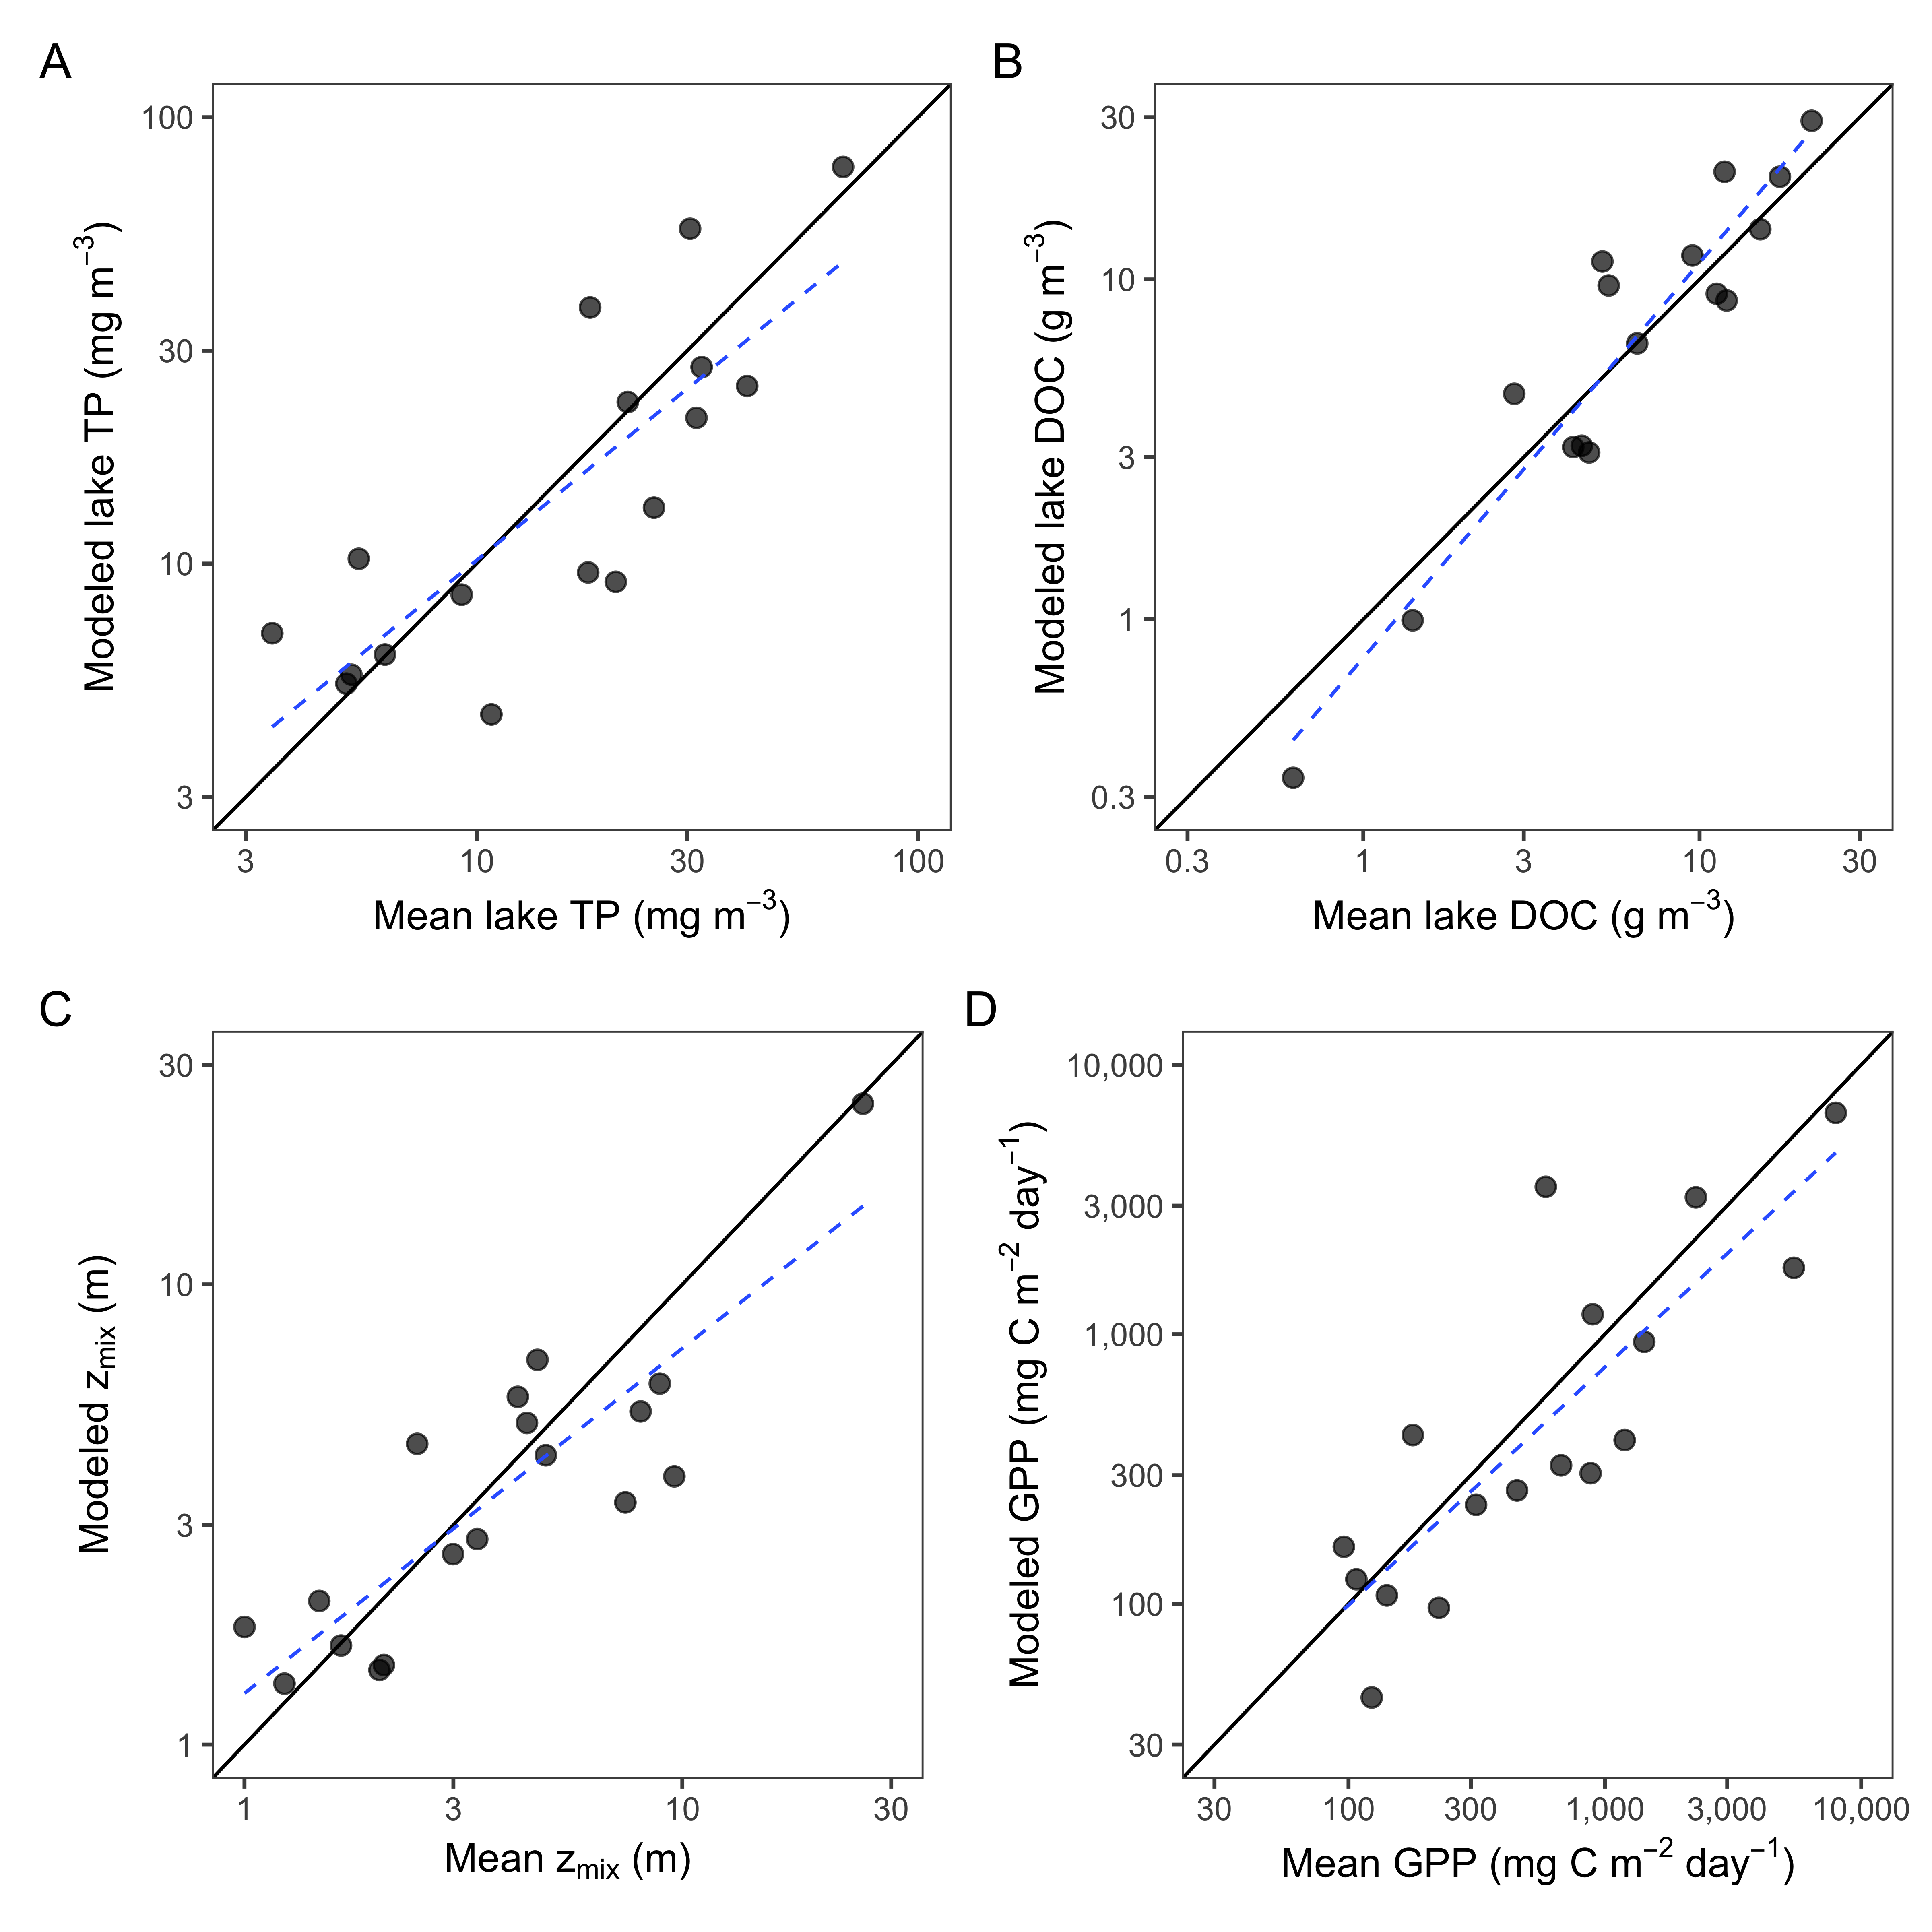 A
100
30
10
3
Modeled lake TP (mg m⁻³)
3 10 30 100
Mean lake TP (mg m⁻³)
B
30
10
3
1
0.3
Modeled lake DOC (g m⁻³)
0.3 1 3 10 30
Mean lake DOC (g m⁻³)
C
30
10
3
1
Modeled zmix (m)
1 3 10 30
Mean zmix (m)
D
10,000
3,000
1,000
300
100
30
Modeled GPP (mg C m⁻² day⁻¹)
30 100 300 1,000 3,000 10,000
Mean GPP (mg C m⁻² day⁻¹)